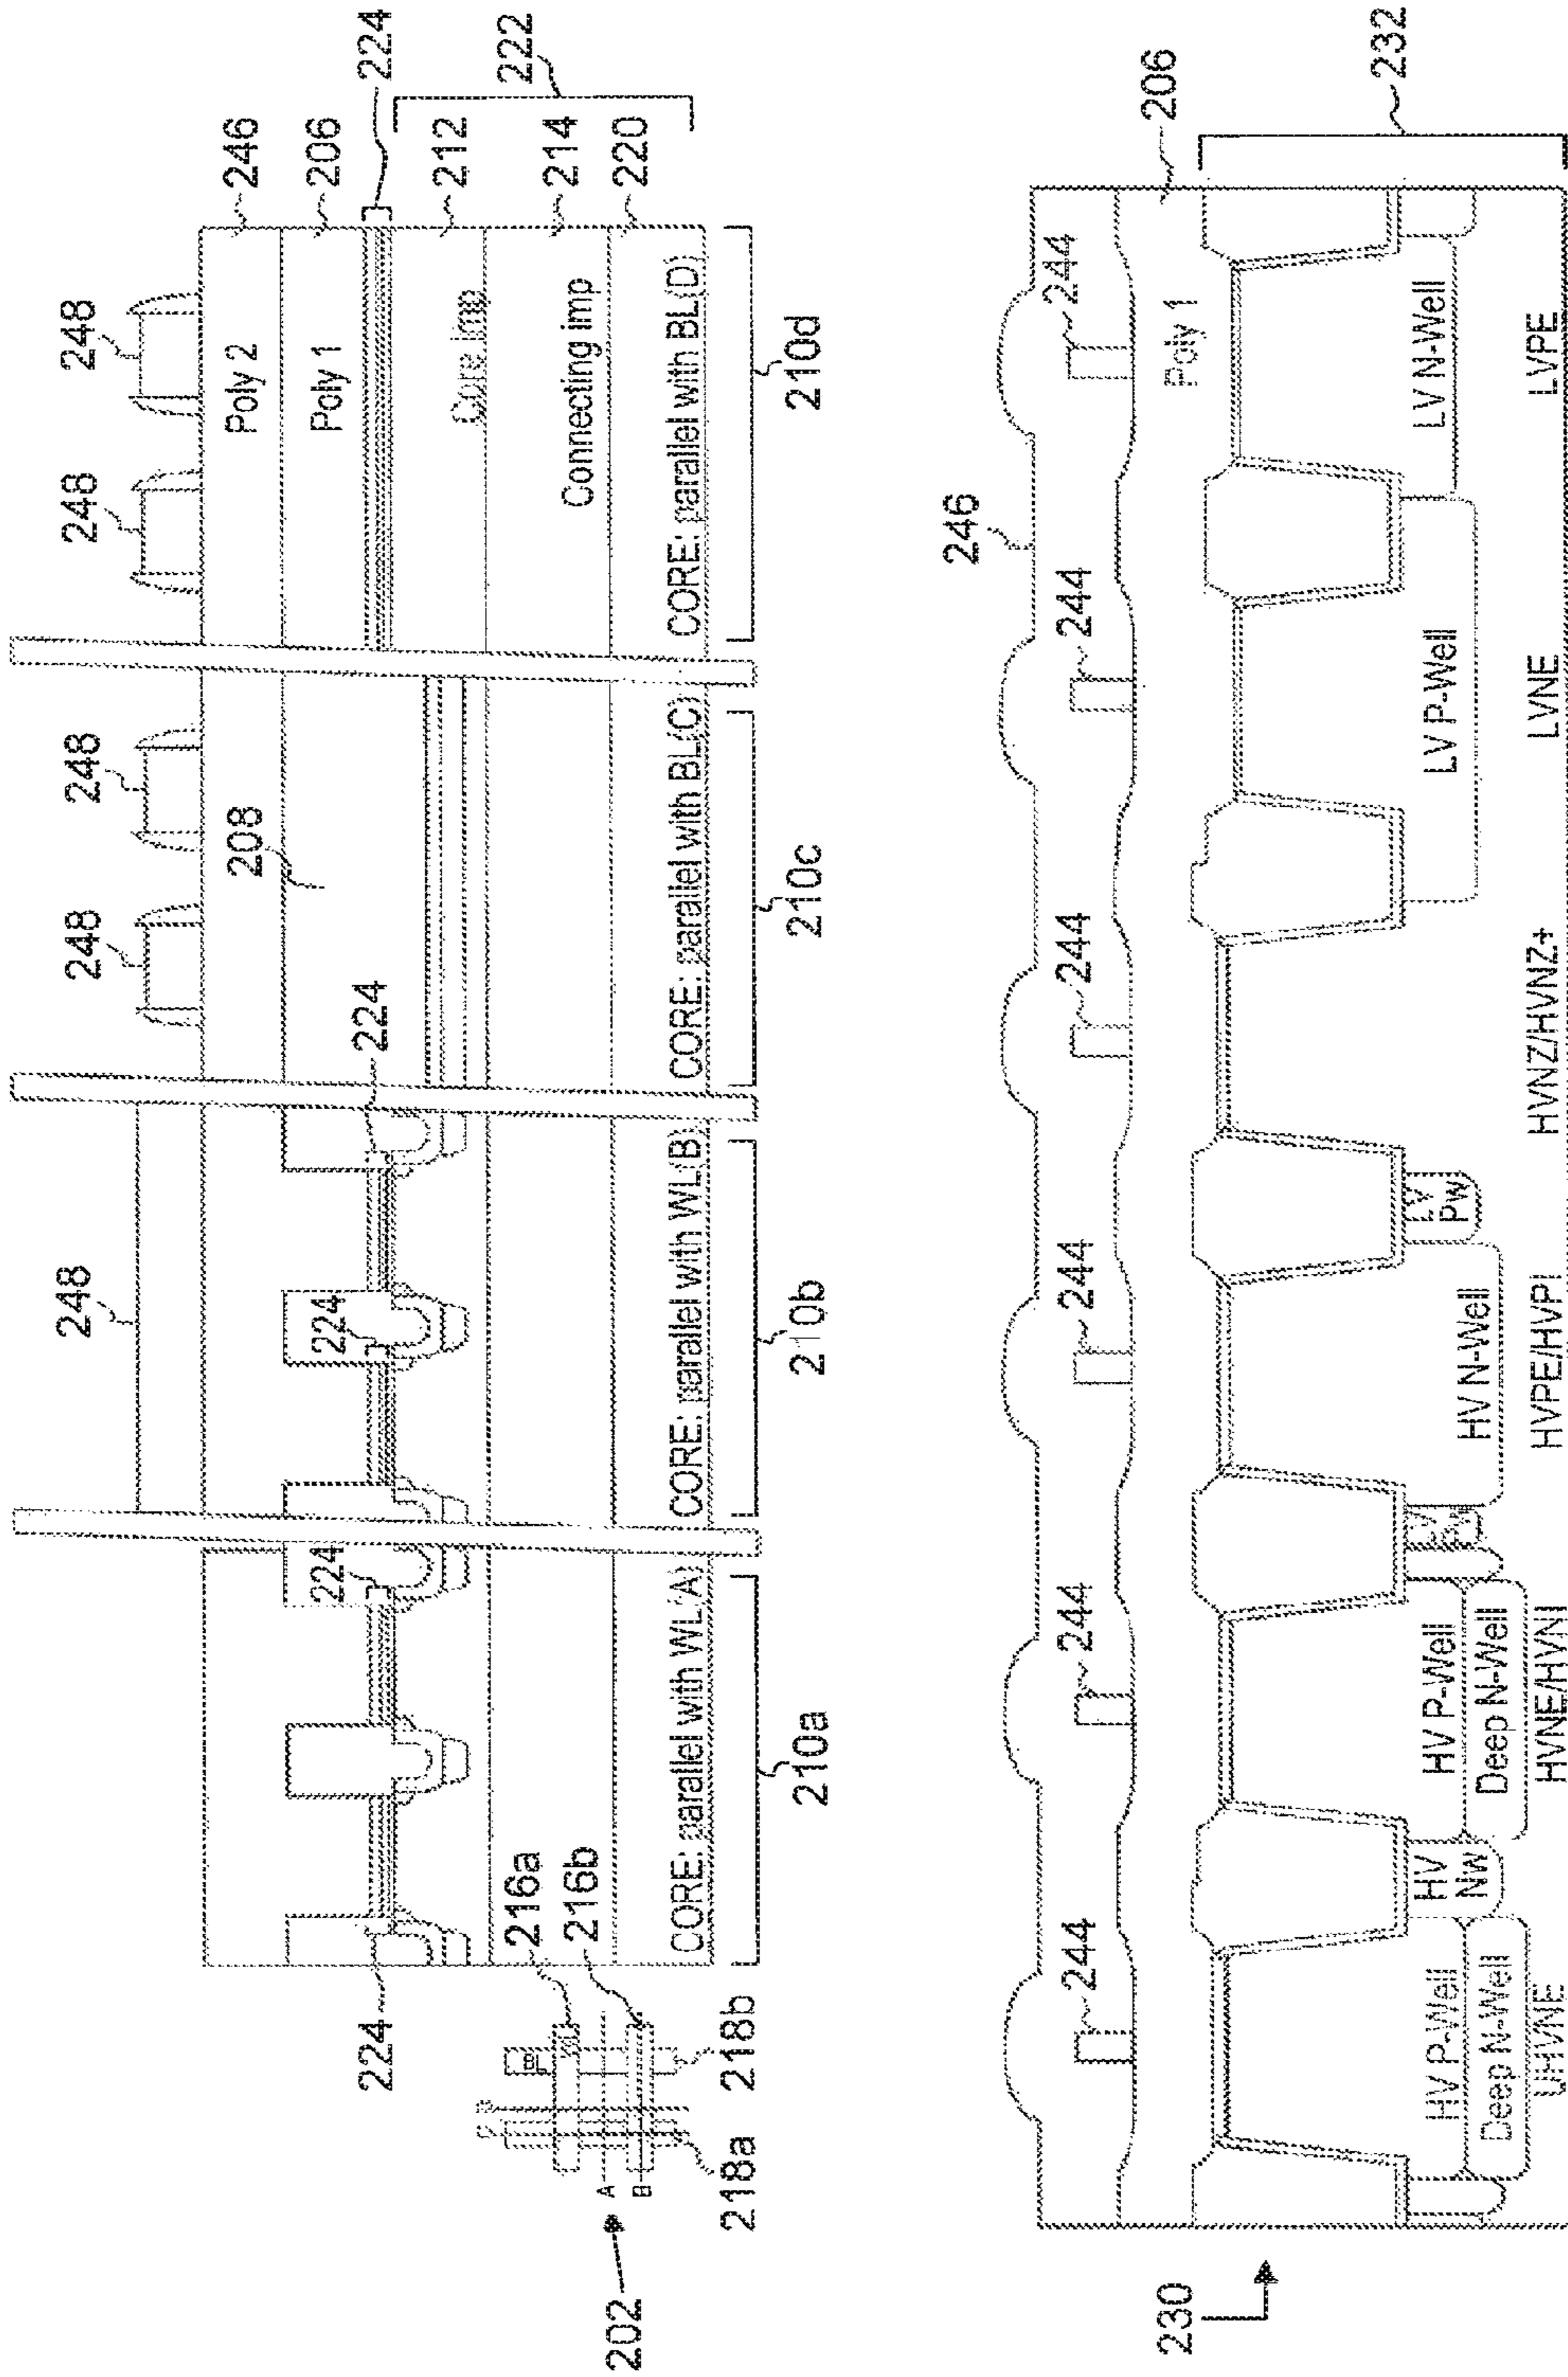 248
248
248
248
248
246
206
224
222
212
214
220
Poly 2
Poly 1
Core imp
Connecting imp
208
224
224
224
224
CORE: parallel with WL(A)
CORE: parallel with WL(B)
CORE: parallel with BL(C)
CORE: parallel with BL(D)
210a
210b
210c
210d
216a
216b
218a
218b
202
A
B
BL
230
244
244
244
244
244
244
246
206
Poly 1
232
HV P-Well
Deep N-Well
HV
Nw
HV P-Well
Deep N-Well
HV N-Well
LV
PW
LV P-Well
LV N-Well
UHVNE
HVNE/HVNI
HVPE/HVPI
HVNZ/HVNZ+
LVNE
LVPE